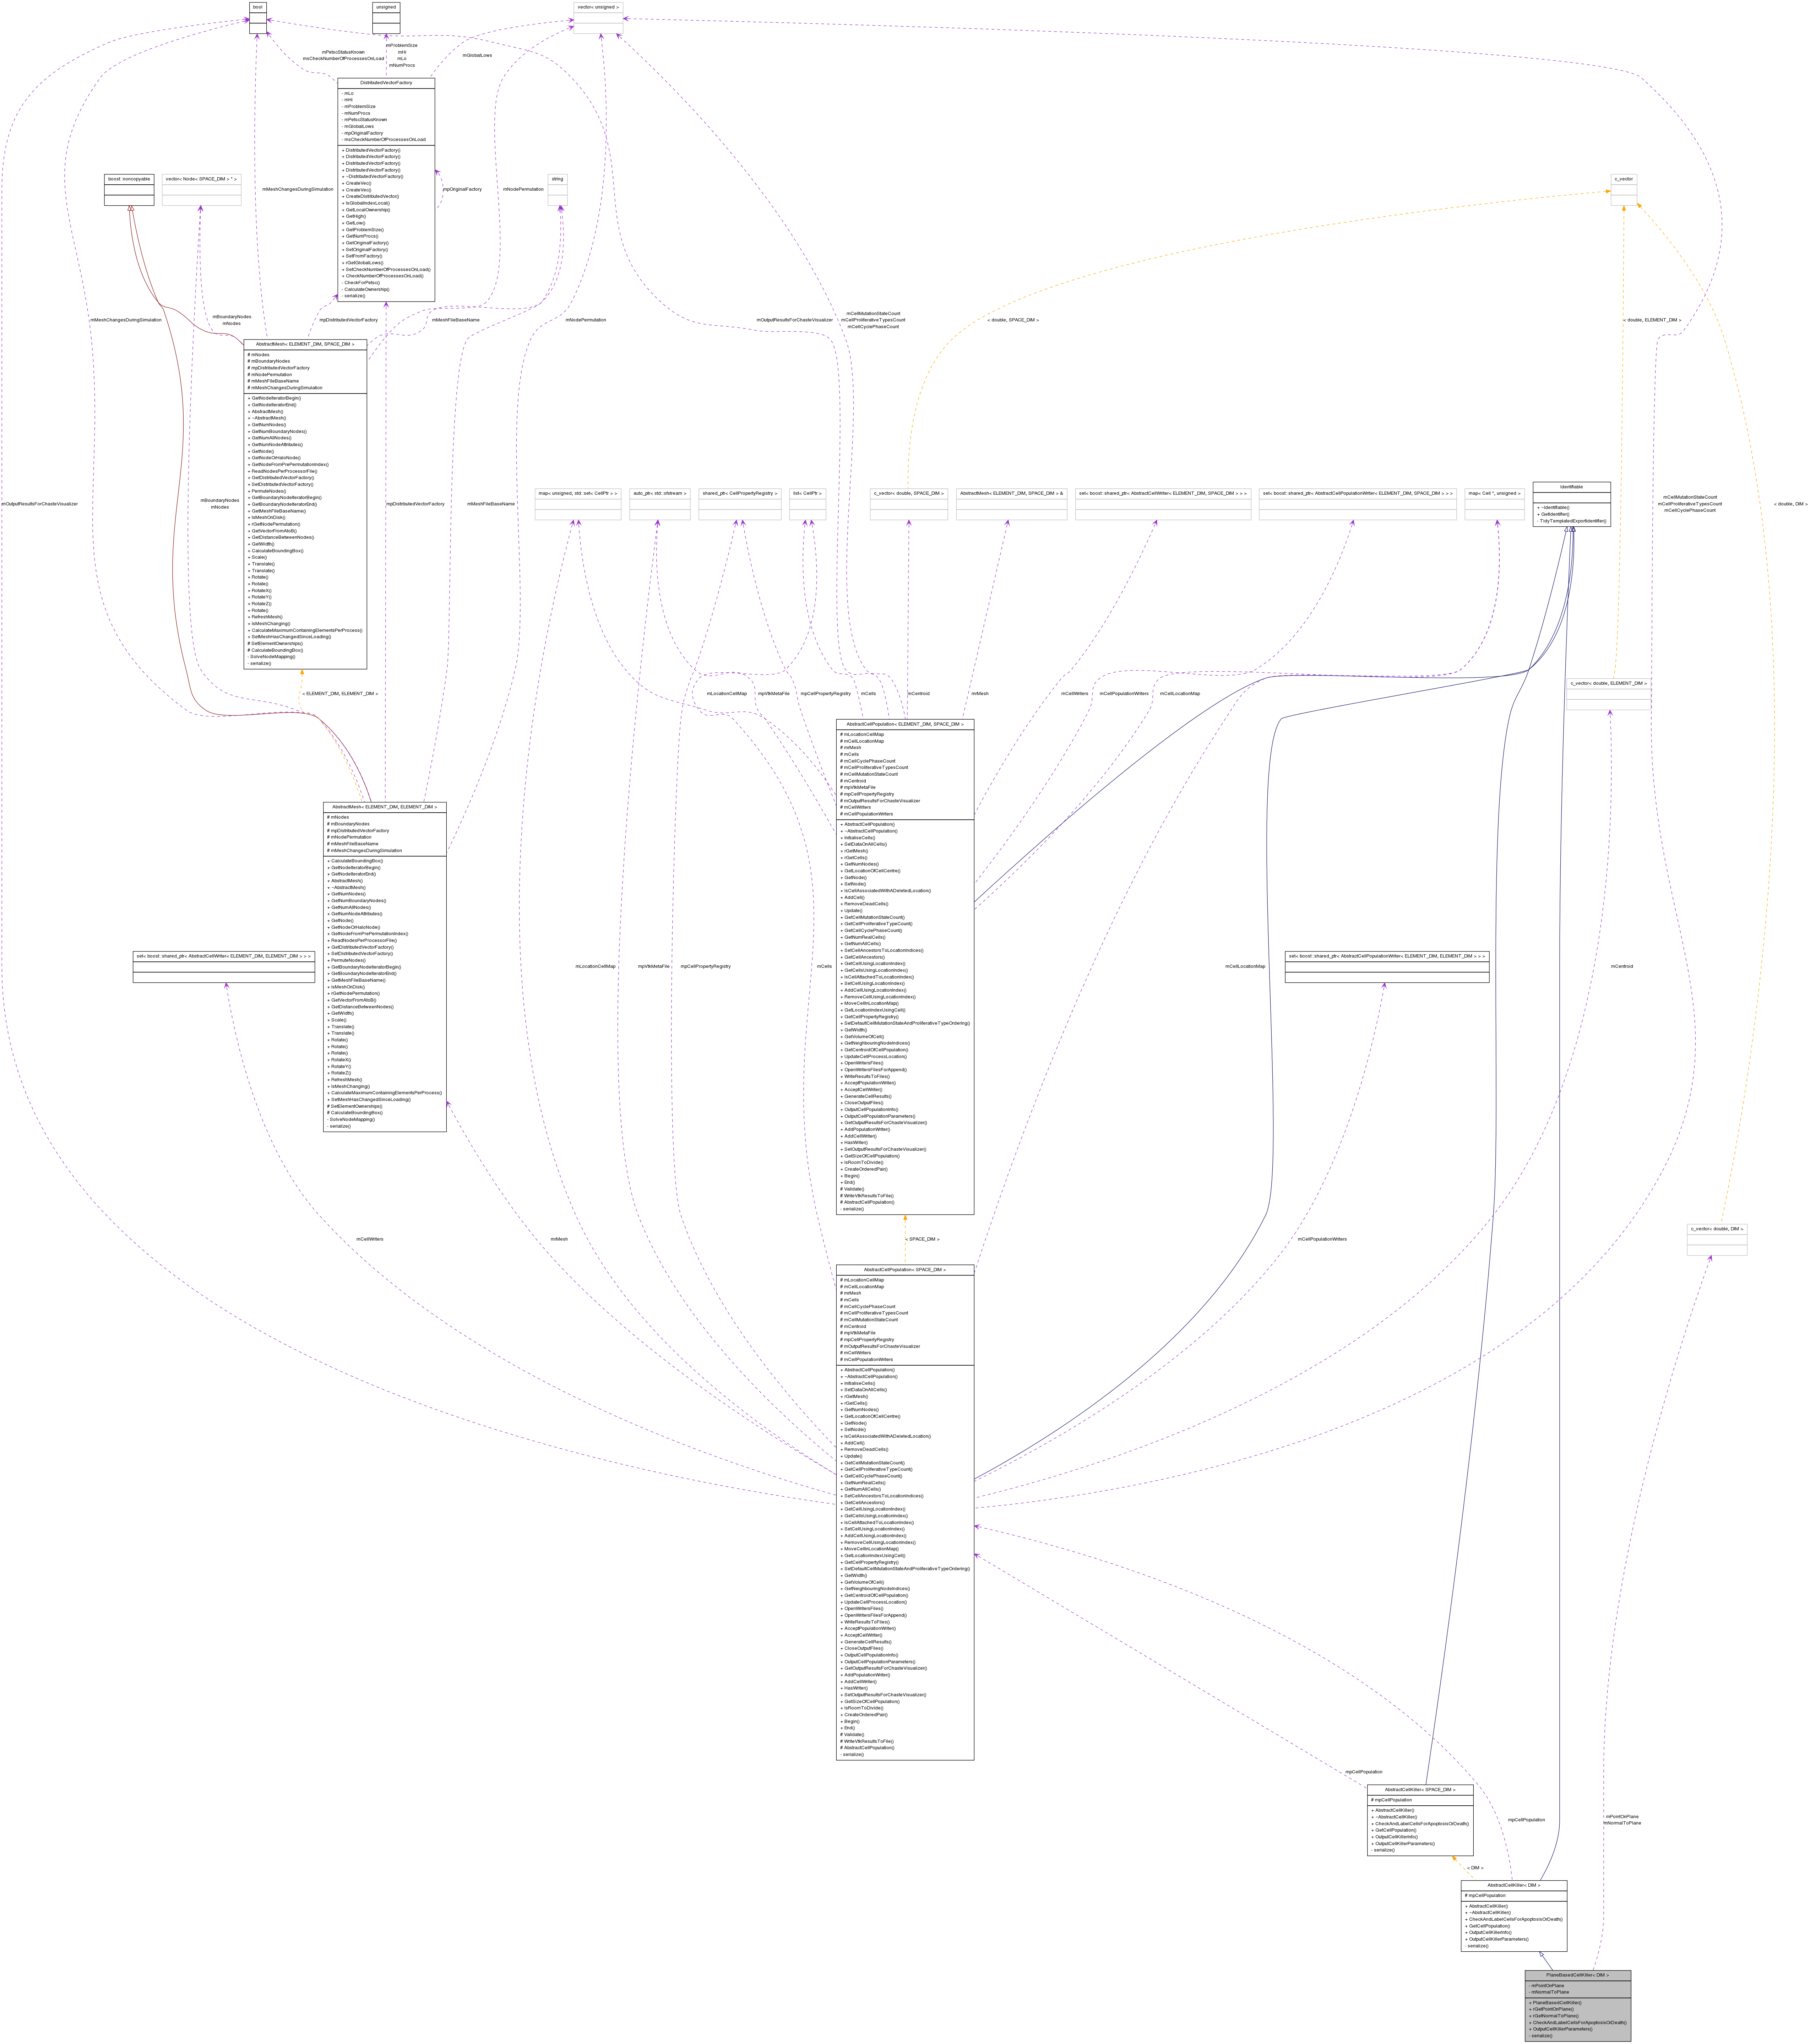 bool
unsigned
vector< unsigned >
mPetscStatusKnown
msCheckNumberOfProcessesOnLoad
mProblemSize
mHi
mLo
mNumProcs
mGlobalLows
DistributedVectorFactory
- mLo
- mHi
- mProblemSize
- mNumProcs
- mPetscStatusKnown
- mGlobalLows
- mpOriginalFactory
- msCheckNumberOfProcessesOnLoad
+ DistributedVectorFactory()
+ DistributedVectorFactory()
+ DistributedVectorFactory()
+ DistributedVectorFactory()
+ ~DistributedVectorFactory()
+ CreateVec()
+ CreateVec()
+ CreateDistributedVector()
+ IsGlobalIndexLocal()
+ GetLocalOwnership()
+ GetHigh()
+ GetLow()
+ GetProblemSize()
+ GetNumProcs()
+ GetOriginalFactory()
+ SetOriginalFactory()
+ SetFromFactory()
+ rGetGlobalLows()
+ SetCheckNumberOfProcessesOnLoad()
+ CheckNumberOfProcessesOnLoad()
- CheckForPetsc()
- CalculateOwnership()
- serialize()
boost::noncopyable
vector< Node< SPACE_DIM > * >
mMeshChangesDuringSimulation
mpOriginalFactory
mNodePermutation
string
c_vector
mMeshChangesDuringSimulation
mBoundaryNodes
mNodes
mpDistributedVectorFactory
mMeshFileBaseName
mNodePermutation
mOutputResultsForChasteVisualizer
mCellMutationStateCount
mCellProliferativeTypesCount
mCellCyclePhaseCount
< double, SPACE_DIM >
< double, ELEMENT_DIM >
AbstractMesh< ELEMENT_DIM, SPACE_DIM >
# mNodes
# mBoundaryNodes
# mpDistributedVectorFactory
# mNodePermutation
# mMeshFileBaseName
# mMeshChangesDuringSimulation
+ GetNodeIteratorBegin()
+ GetNodeIteratorEnd()
+ AbstractMesh()
+ ~AbstractMesh()
+ GetNumNodes()
+ GetNumBoundaryNodes()
+ GetNumAllNodes()
+ GetNumNodeAttributes()
+ GetNode()
+ GetNodeOrHaloNode()
+ GetNodeFromPrePermutationIndex()
+ ReadNodesPerProcessorFile()
+ GetDistributedVectorFactory()
+ SetDistributedVectorFactory()
+ PermuteNodes()
+ GetBoundaryNodeIteratorBegin()
+ GetBoundaryNodeIteratorEnd()
+ GetMeshFileBaseName()
+ IsMeshOnDisk()
+ rGetNodePermutation()
+ GetVectorFromAtoB()
+ GetDistanceBetweenNodes()
+ GetWidth()
+ CalculateBoundingBox()
+ Scale()
+ Translate()
+ Translate()
+ Rotate()
+ Rotate()
+ RotateX()
+ RotateY()
+ RotateZ()
+ Rotate()
+ RefreshMesh()
+ IsMeshChanging()
+ CalculateMaximumContainingElementsPerProcess()
+ SetMeshHasChangedSinceLoading()
# SetElementOwnerships()
# CalculateBoundingBox()
- SolveNodeMapping()
- serialize()
mOutputResultsForChasteVisualizer
mBoundaryNodes
mNodes
mpDistributedVectorFactory
mMeshFileBaseName
map< unsigned, std::set< CellPtr > >
auto_ptr< std::ofstream >
shared_ptr< CellPropertyRegistry >
list< CellPtr >
c_vector< double, SPACE_DIM >
AbstractMesh< ELEMENT_DIM, SPACE_DIM > &
set< boost::shared_ptr< AbstractCellWriter< ELEMENT_DIM, SPACE_DIM > > >
set< boost::shared_ptr< AbstractCellPopulationWriter< ELEMENT_DIM, SPACE_DIM > > >
map< Cell *, unsigned >
Identifiable
+ ~Identifiable()
+ GetIdentifier()
- TidyTemplatedExportIdentifier()
mCellMutationStateCount
mCellProliferativeTypesCount
mCellCyclePhaseCount
< double, DIM >
< ELEMENT_DIM, ELEMENT_DIM >
mLocationCellMap
mpVtkMetaFile
mpCellPropertyRegistry
mCells
mCentroid
mrMesh
mCellWriters
mCellPopulationWriters
mCellLocationMap
c_vector< double, ELEMENT_DIM >
AbstractCellPopulation< ELEMENT_DIM, SPACE_DIM >
# mLocationCellMap
# mCellLocationMap
# mrMesh
# mCells
# mCellCyclePhaseCount
# mCellProliferativeTypesCount
# mCellMutationStateCount
# mCentroid
# mpVtkMetaFile
# mpCellPropertyRegistry
# mOutputResultsForChasteVisualizer
# mCellWriters
# mCellPopulationWriters
+ AbstractCellPopulation()
+ ~AbstractCellPopulation()
+ InitialiseCells()
+ SetDataOnAllCells()
+ rGetMesh()
+ rGetCells()
+ GetNumNodes()
+ GetLocationOfCellCentre()
+ GetNode()
+ SetNode()
+ IsCellAssociatedWithADeletedLocation()
+ AddCell()
+ RemoveDeadCells()
+ Update()
+ GetCellMutationStateCount()
+ GetCellProliferativeTypeCount()
+ GetCellCyclePhaseCount()
+ GetNumRealCells()
+ GetNumAllCells()
+ SetCellAncestorsToLocationIndices()
+ GetCellAncestors()
+ GetCellUsingLocationIndex()
+ GetCellsUsingLocationIndex()
+ IsCellAttachedToLocationIndex()
+ SetCellUsingLocationIndex()
+ AddCellUsingLocationIndex()
+ RemoveCellUsingLocationIndex()
+ MoveCellInLocationMap()
+ GetLocationIndexUsingCell()
+ GetCellPropertyRegistry()
+ SetDefaultCellMutationStateAndProliferativeTypeOrdering()
+ GetWidth()
+ GetVolumeOfCell()
+ GetNeighbouringNodeIndices()
+ GetCentroidOfCellPopulation()
+ UpdateCellProcessLocation()
+ OpenWritersFiles()
+ OpenWritersFilesForAppend()
+ WriteResultsToFiles()
+ AcceptPopulationWriter()
+ AcceptCellWriter()
+ GenerateCellResults()
+ CloseOutputFiles()
+ OutputCellPopulationInfo()
+ OutputCellPopulationParameters()
+ GetOutputResultsForChasteVisualizer()
+ AddPopulationWriter()
+ AddCellWriter()
+ HasWriter()
+ SetOutputResultsForChasteVisualizer()
+ GetSizeOfCellPopulation()
+ IsRoomToDivide()
+ CreateOrderedPair()
+ Begin()
+ End()
# Validate()
# WriteVtkResultsToFile()
# AbstractCellPopulation()
- serialize()
AbstractMesh< ELEMENT_DIM, ELEMENT_DIM >
# mNodes
# mBoundaryNodes
# mpDistributedVectorFactory
# mNodePermutation
# mMeshFileBaseName
# mMeshChangesDuringSimulation
+ CalculateBoundingBox()
+ GetNodeIteratorBegin()
+ GetNodeIteratorEnd()
+ AbstractMesh()
+ ~AbstractMesh()
+ GetNumNodes()
+ GetNumBoundaryNodes()
+ GetNumAllNodes()
+ GetNumNodeAttributes()
+ GetNode()
+ GetNodeOrHaloNode()
+ GetNodeFromPrePermutationIndex()
+ ReadNodesPerProcessorFile()
+ GetDistributedVectorFactory()
+ SetDistributedVectorFactory()
+ PermuteNodes()
+ GetBoundaryNodeIteratorBegin()
+ GetBoundaryNodeIteratorEnd()
+ GetMeshFileBaseName()
+ IsMeshOnDisk()
+ rGetNodePermutation()
+ GetVectorFromAtoB()
+ GetDistanceBetweenNodes()
+ GetWidth()
+ Scale()
+ Translate()
+ Translate()
+ Rotate()
+ Rotate()
+ Rotate()
+ RotateX()
+ RotateY()
+ RotateZ()
+ RefreshMesh()
+ IsMeshChanging()
+ CalculateMaximumContainingElementsPerProcess()
+ SetMeshHasChangedSinceLoading()
# SetElementOwnerships()
# CalculateBoundingBox()
- SolveNodeMapping()
- serialize()
set< boost::shared_ptr< AbstractCellWriter< ELEMENT_DIM, ELEMENT_DIM > > >
mLocationCellMap
mpVtkMetaFile
mpCellPropertyRegistry
mCells
mCellLocationMap
set< boost::shared_ptr< AbstractCellPopulationWriter< ELEMENT_DIM, ELEMENT_DIM > > >
mCentroid
mCellWriters
mrMesh
< SPACE_DIM >
mCellPopulationWriters
c_vector< double, DIM >
AbstractCellPopulation< SPACE_DIM >
# mLocationCellMap
# mCellLocationMap
# mrMesh
# mCells
# mCellCyclePhaseCount
# mCellProliferativeTypesCount
# mCellMutationStateCount
# mCentroid
# mpVtkMetaFile
# mpCellPropertyRegistry
# mOutputResultsForChasteVisualizer
# mCellWriters
# mCellPopulationWriters
+ AbstractCellPopulation()
+ ~AbstractCellPopulation()
+ InitialiseCells()
+ SetDataOnAllCells()
+ rGetMesh()
+ rGetCells()
+ GetNumNodes()
+ GetLocationOfCellCentre()
+ GetNode()
+ SetNode()
+ IsCellAssociatedWithADeletedLocation()
+ AddCell()
+ RemoveDeadCells()
+ Update()
+ GetCellMutationStateCount()
+ GetCellProliferativeTypeCount()
+ GetCellCyclePhaseCount()
+ GetNumRealCells()
+ GetNumAllCells()
+ SetCellAncestorsToLocationIndices()
+ GetCellAncestors()
+ GetCellUsingLocationIndex()
+ GetCellsUsingLocationIndex()
+ IsCellAttachedToLocationIndex()
+ SetCellUsingLocationIndex()
+ AddCellUsingLocationIndex()
+ RemoveCellUsingLocationIndex()
+ MoveCellInLocationMap()
+ GetLocationIndexUsingCell()
+ GetCellPropertyRegistry()
+ SetDefaultCellMutationStateAndProliferativeTypeOrdering()
+ GetWidth()
+ GetVolumeOfCell()
+ GetNeighbouringNodeIndices()
+ GetCentroidOfCellPopulation()
+ UpdateCellProcessLocation()
+ OpenWritersFiles()
+ OpenWritersFilesForAppend()
+ WriteResultsToFiles()
+ AcceptPopulationWriter()
+ AcceptCellWriter()
+ GenerateCellResults()
+ CloseOutputFiles()
+ OutputCellPopulationInfo()
+ OutputCellPopulationParameters()
+ GetOutputResultsForChasteVisualizer()
+ AddPopulationWriter()
+ AddCellWriter()
+ HasWriter()
+ SetOutputResultsForChasteVisualizer()
+ GetSizeOfCellPopulation()
+ IsRoomToDivide()
+ CreateOrderedPair()
+ Begin()
+ End()
# Validate()
# WriteVtkResultsToFile()
# AbstractCellPopulation()
- serialize()
mpCellPopulation
AbstractCellKiller< SPACE_DIM >
# mpCellPopulation
+ AbstractCellKiller()
+ ~AbstractCellKiller()
+ CheckAndLabelCellsForApoptosisOrDeath()
+ GetCellPopulation()
+ OutputCellKillerInfo()
+ OutputCellKillerParameters()
- serialize()
mpCellPopulation
mPointOnPlane
mNormalToPlane
< DIM >
AbstractCellKiller< DIM >
# mpCellPopulation
+ AbstractCellKiller()
+ ~AbstractCellKiller()
+ CheckAndLabelCellsForApoptosisOrDeath()
+ GetCellPopulation()
+ OutputCellKillerInfo()
+ OutputCellKillerParameters()
- serialize()
PlaneBasedCellKiller< DIM >
- mPointOnPlane
- mNormalToPlane
+ PlaneBasedCellKiller()
+ rGetPointOnPlane()
+ rGetNormalToPlane()
+ CheckAndLabelCellsForApoptosisOrDeath()
+ OutputCellKillerParameters()
- serialize()